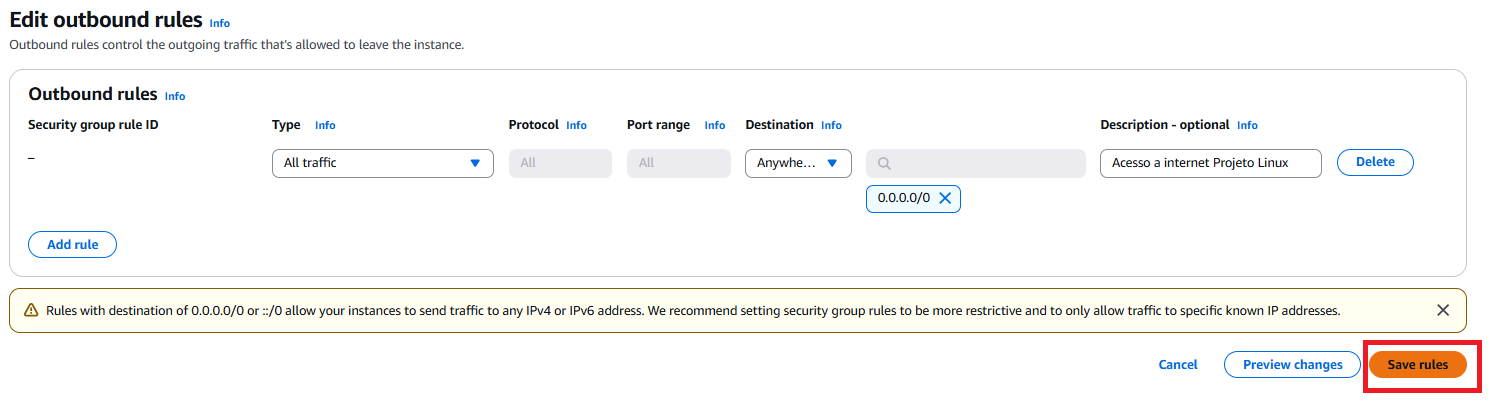 Edit outbound rules Info
Outbound rules control the outgoing traffic that's allowed to leave the instance.
Outbound rules Info
Security group rule ID Type Info Protocol Info Port range Info Destination Info Description - optional Info
– All traffic All All Anywhe... Acesso a internet Projeto Linux Delete
0.0.0.0/0
Add rule
Rules with destination of 0.0.0.0/0 or ::/0 allow your instances to send traffic to any IPv4 or IPv6 address. We recommend setting security group rules to be more restrictive and to only allow traffic to specific known IP addresses.
Cancel Preview changes Save rules